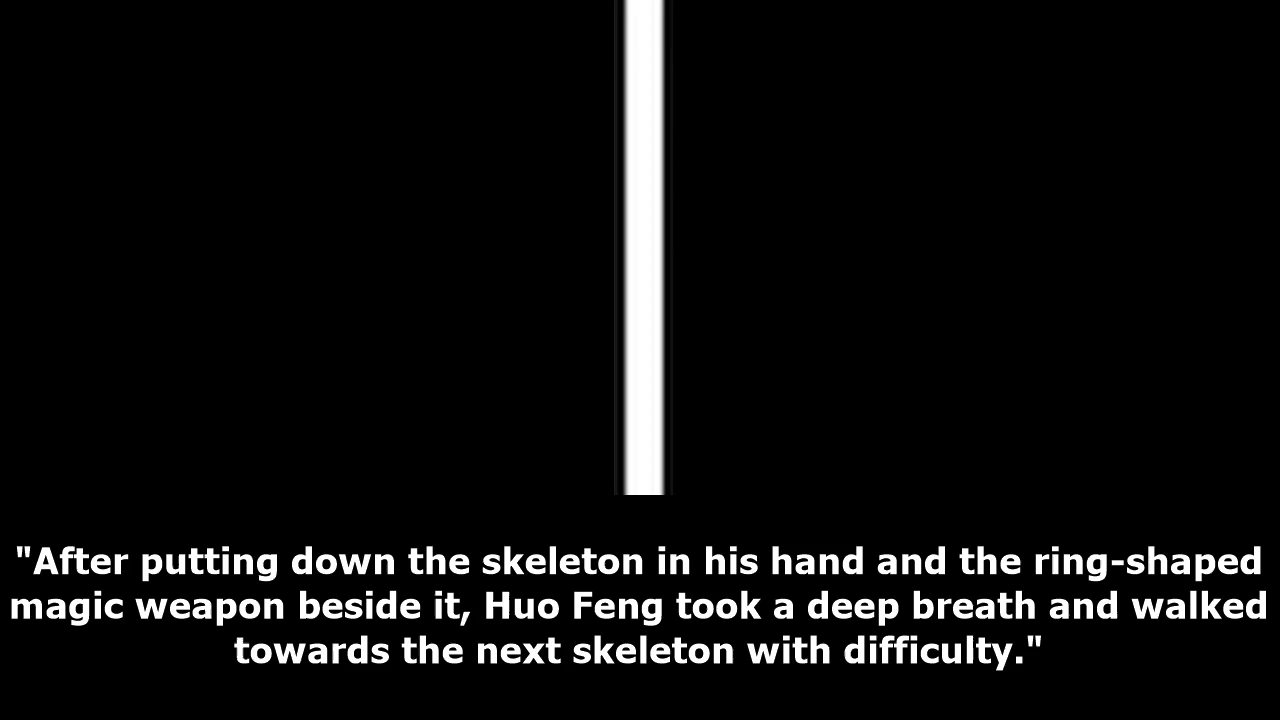 "After putting down the skeleton in his hand and the ring-shaped
magic weapon beside it, Huo Feng took a deep breath and walked
towards the next skeleton with difficulty."